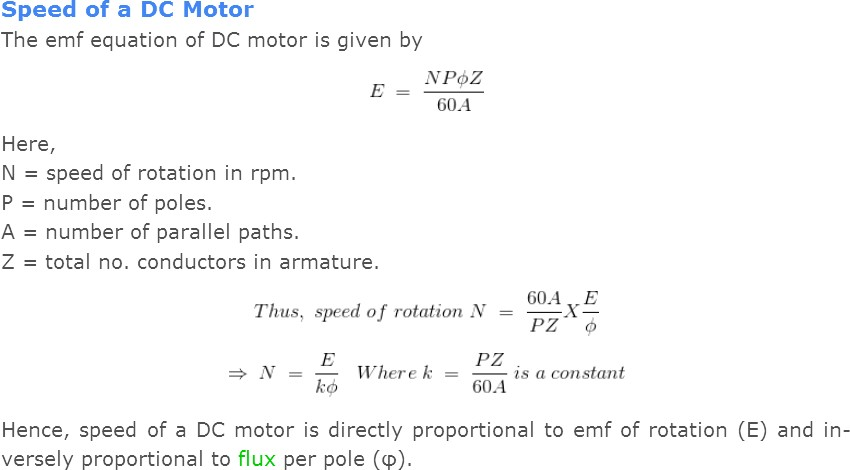 Speed of a DC Motor
The emf equation of DC motor is given by
E = NPϕZ / 60A
Here,
N = speed of rotation in rpm.
P = number of poles.
A = number of parallel paths.
Z = total no. conductors in armature.
Thus, speed of rotation N = 60A / PZ X E / ϕ
⇒ N = E / kϕ Where k = PZ / 60A is a constant
Hence, speed of a DC motor is directly proportional to emf of rotation (E) and in-
versely proportional to flux per pole (φ).